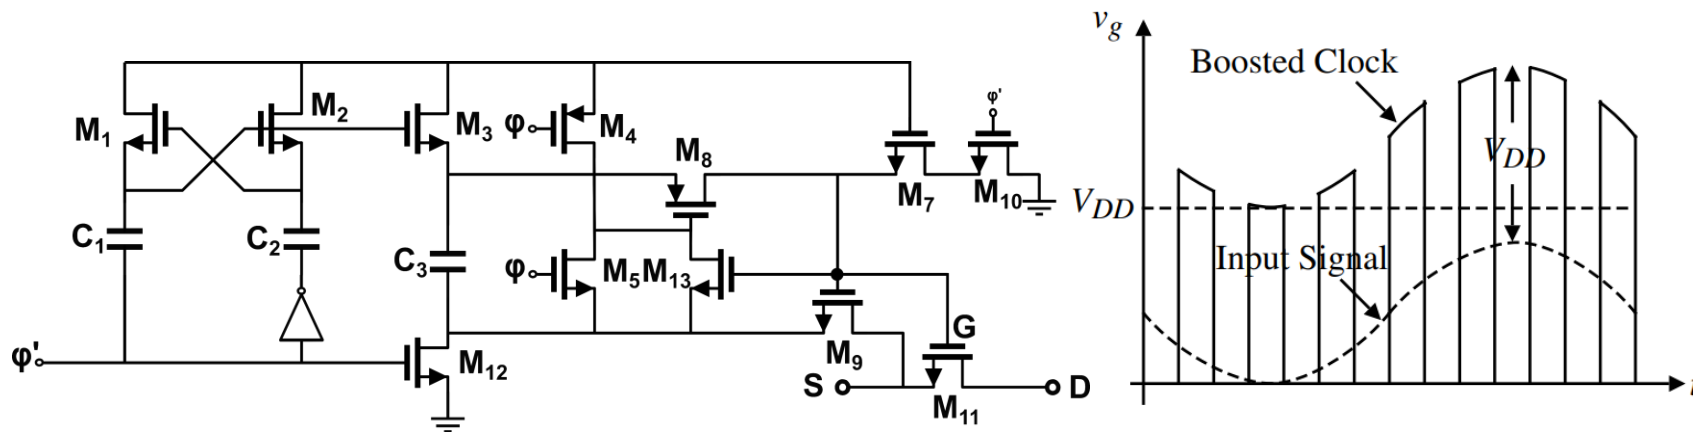 M1
M2
M3
φ
M4
φ'
M8
M7
M10
C1
C2
C3
φ
M5
M13
φ'
M12
M9
G
S
M11
D
vg
Boosted Clock
VDD
VDD
Input Signal